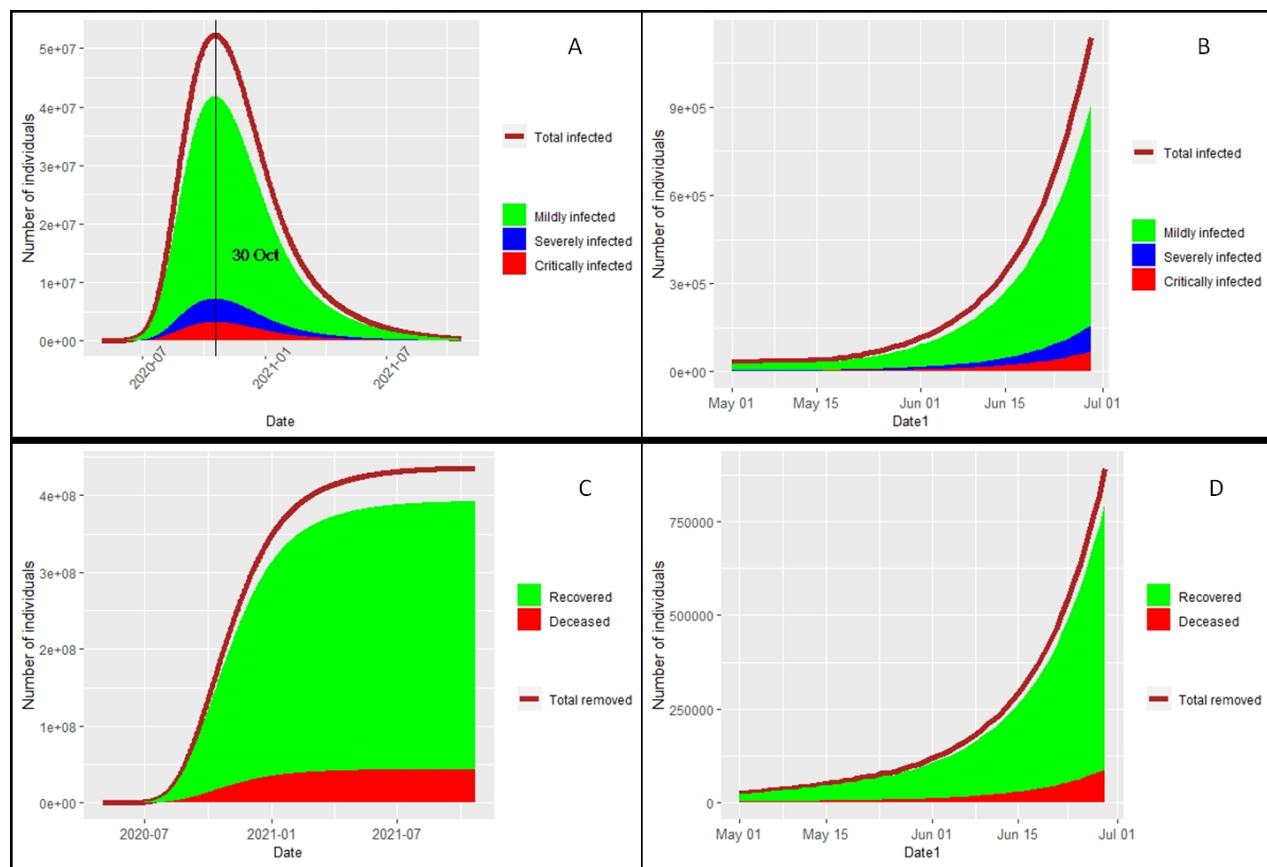 A
Number of individuals
5e+07
4e+07
3e+07
2e+07
1e+07
0e+00
30 Oct
2020-07
2021-01
2021-07
Date
Total infected
Mildly infected
Severely infected
Critically infected
B
Number of individuals
9e+05
6e+05
3e+05
0e+00
May 01
May 15
Jun 01
Jun 15
Jul 01
Date1
Total infected
Mildly infected
Severely infected
Critically infected
C
Number of individuals
4e+08
3e+08
2e+08
1e+08
0e+00
2020-07
2021-01
2021-07
Date
Recovered
Deceased
Total removed
D
Number of individuals
750000
500000
250000
0
May 01
May 15
Jun 01
Jun 15
Jul 01
Date1
Recovered
Deceased
Total removed